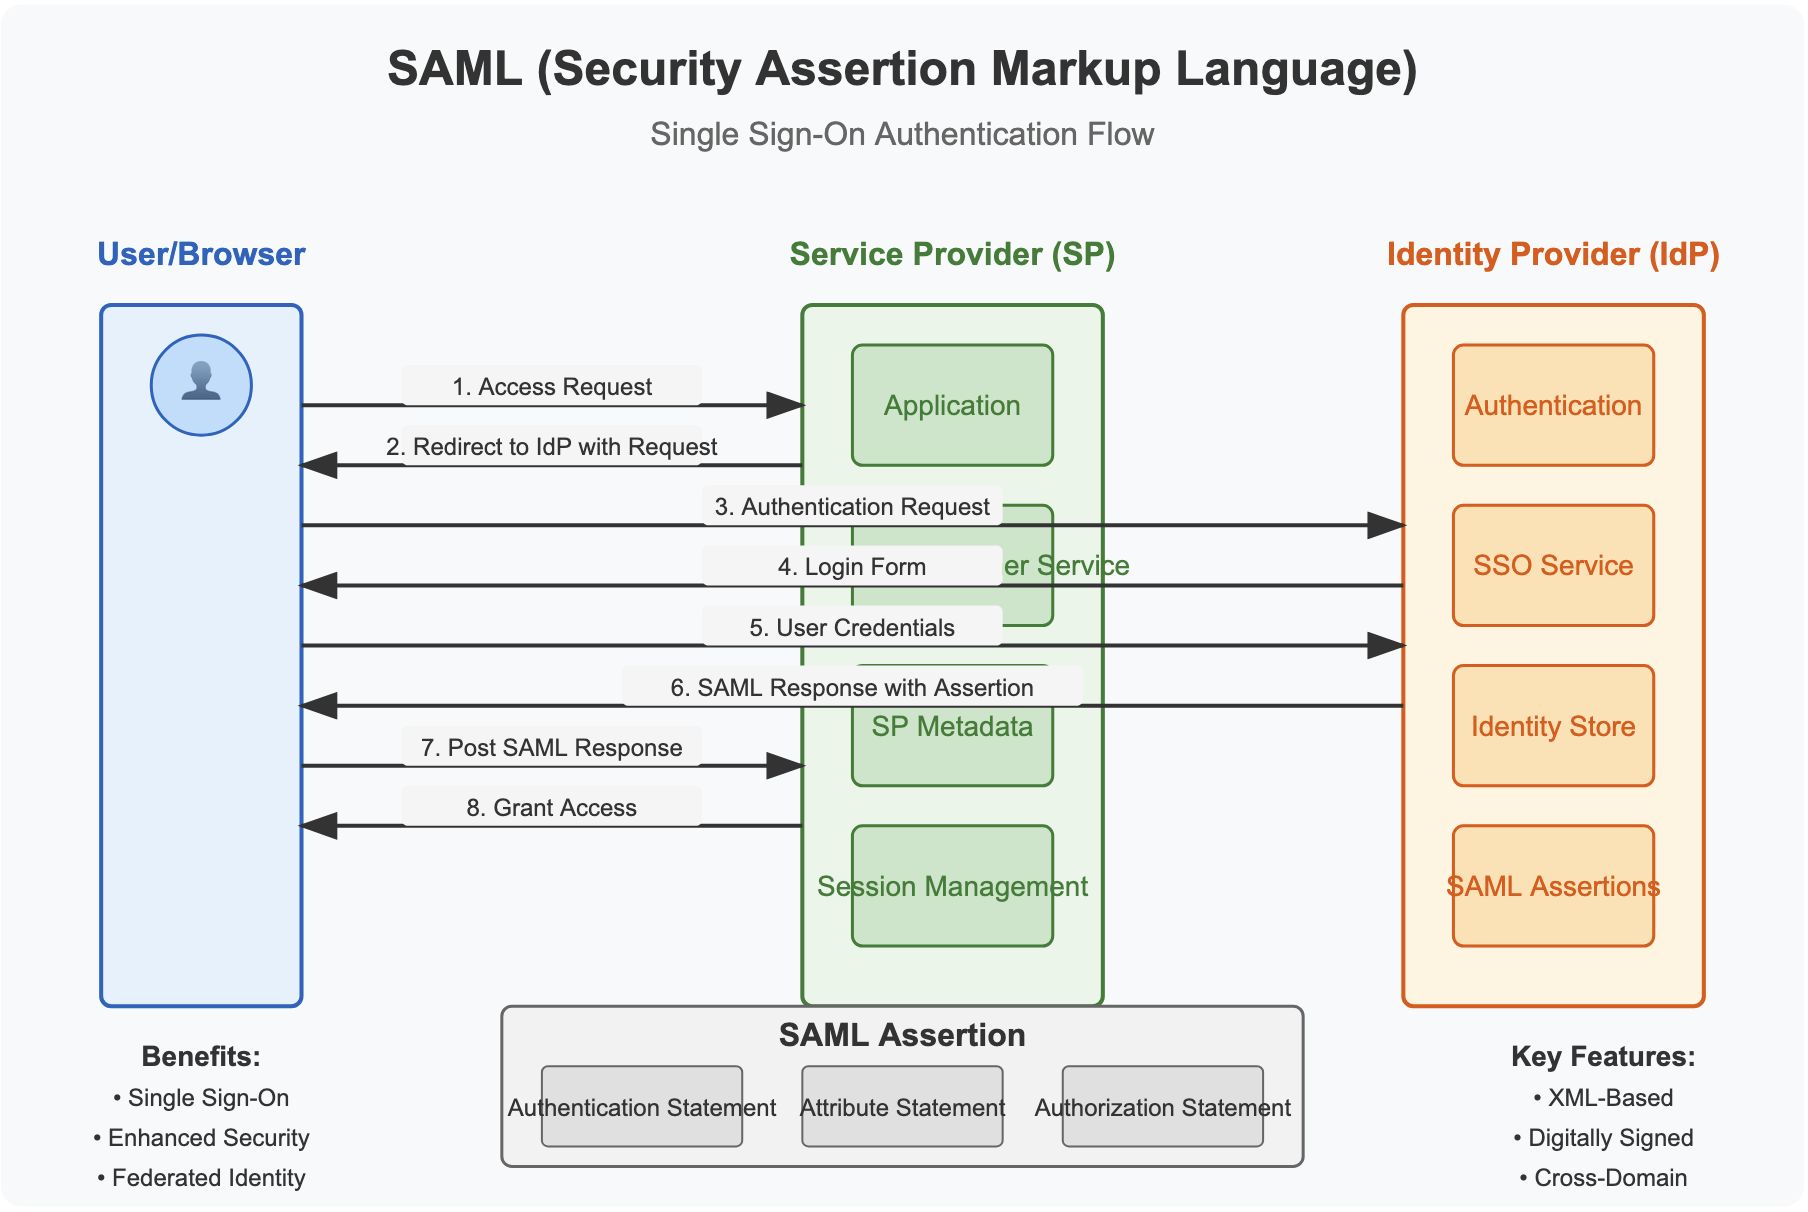 SAML (Security Assertion Markup Language)
Single Sign-On Authentication Flow
User/Browser
Service Provider (SP)
Identity Provider (IdP)
1. Access Request
Application
Authentication
2. Redirect to IdP with Request
3. Authentication Request
4. Login Form
Service
SSO Service
5. User Credentials
6. SAML Response with Assertion
SP Metadata
Identity Store
7. Post SAML Response
8. Grant Access
Session Management
SAML Assertions
SAML Assertion
Authentication Statement
Attribute Statement
Authorization Statement
Benefits:
• Single Sign-On
• Enhanced Security
• Federated Identity
Key Features:
• XML-Based
• Digitally Signed
• Cross-Domain